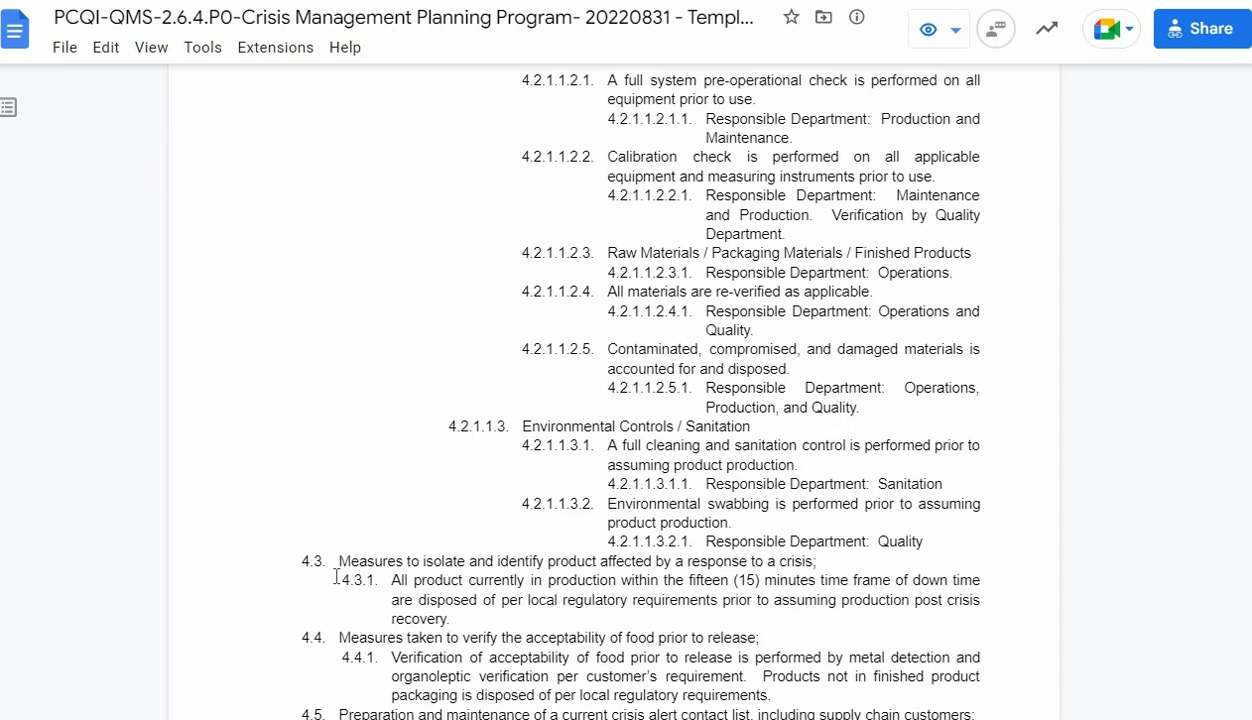 PCQI-QMS-2.6.4.P0-Crisis Management Planning Program- 20220831 - Templ...
File Edit View Tools Extensions Help
Share
4.2.1.1.2.1. A full system pre-operational check is performed on all
equipment prior to use.
4.2.1.1.2.1.1. Responsible Department: Production and
Maintenance.
4.2.1.1.2.2. Calibration check is performed on all applicable
equipment and measuring instruments prior to use.
4.2.1.1.2.2.1. Responsible Department: Maintenance
and Production. Verification by Quality
Department.
4.2.1.1.2.3. Raw Materials / Packaging Materials / Finished Products
4.2.1.1.2.3.1. Responsible Department: Operations.
4.2.1.1.2.4. All materials are re-verified as applicable.
4.2.1.1.2.4.1. Responsible Department: Operations and
Quality.
4.2.1.1.2.5. Contaminated, compromised, and damaged materials is
accounted for and disposed.
4.2.1.1.2.5.1. Responsible Department: Operations,
Production, and Quality.
4.2.1.1.3. Environmental Controls / Sanitation
4.2.1.1.3.1. A full cleaning and sanitation control is performed prior to
assuming product production.
4.2.1.1.3.1.1. Responsible Department: Sanitation
4.2.1.1.3.2. Environmental swabbing is performed prior to assuming
product production.
4.2.1.1.3.2.1. Responsible Department: Quality
4.3. Measures to isolate and identify product affected by a response to a crisis;
4.3.1. All product currently in production within the fifteen (15) minutes time frame of down time
are disposed of per local regulatory requirements prior to assuming production post crisis
recovery.
4.4. Measures taken to verify the acceptability of food prior to release;
4.4.1. Verification of acceptability of food prior to release is performed by metal detection and
organoleptic verification per customer's requirement. Products not in finished product
packaging is disposed of per local regulatory requirements.
4.5. Preparation and maintenance of a current crisis alert contact list, including supply chain customers;